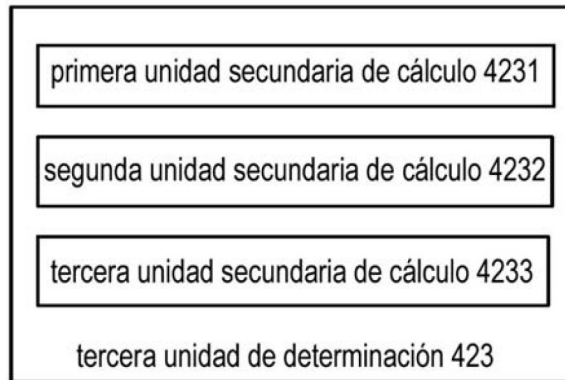 primera unidad secundaria de cálculo 4231
segunda unidad secundaria de cálculo 4232
tercera unidad secundaria de cálculo 4233
tercera unidad de determinación 423